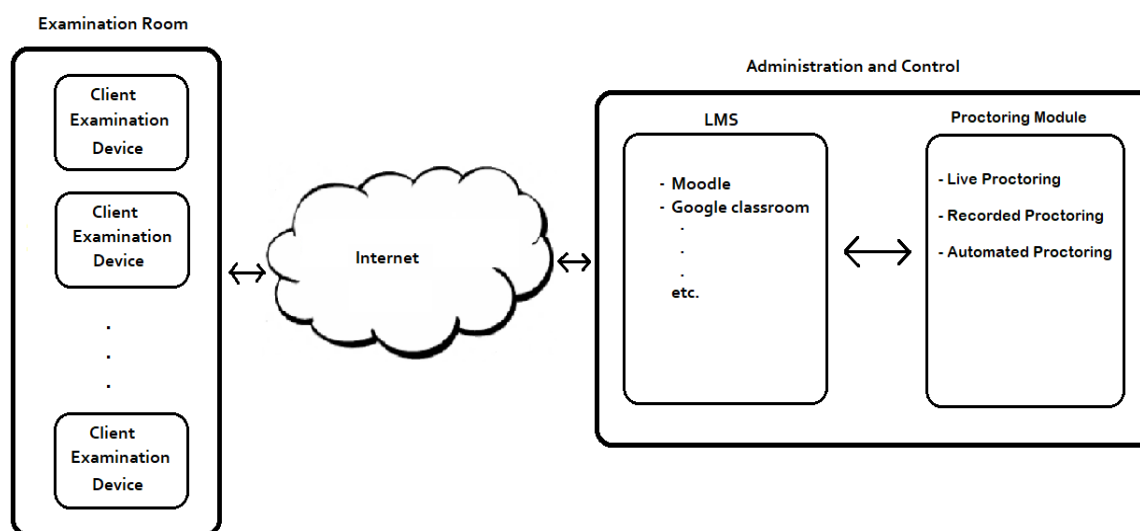 Examination Room
Client
Examination
Device
Client
Examination
Device
.
.
.
Client
Examination
Device
Internet
Administration and Control
LMS
- Moodle
- Google classroom
.
.
.
etc.
Proctoring Module
- Live Proctoring
- Recorded Proctoring
- Automated Proctoring